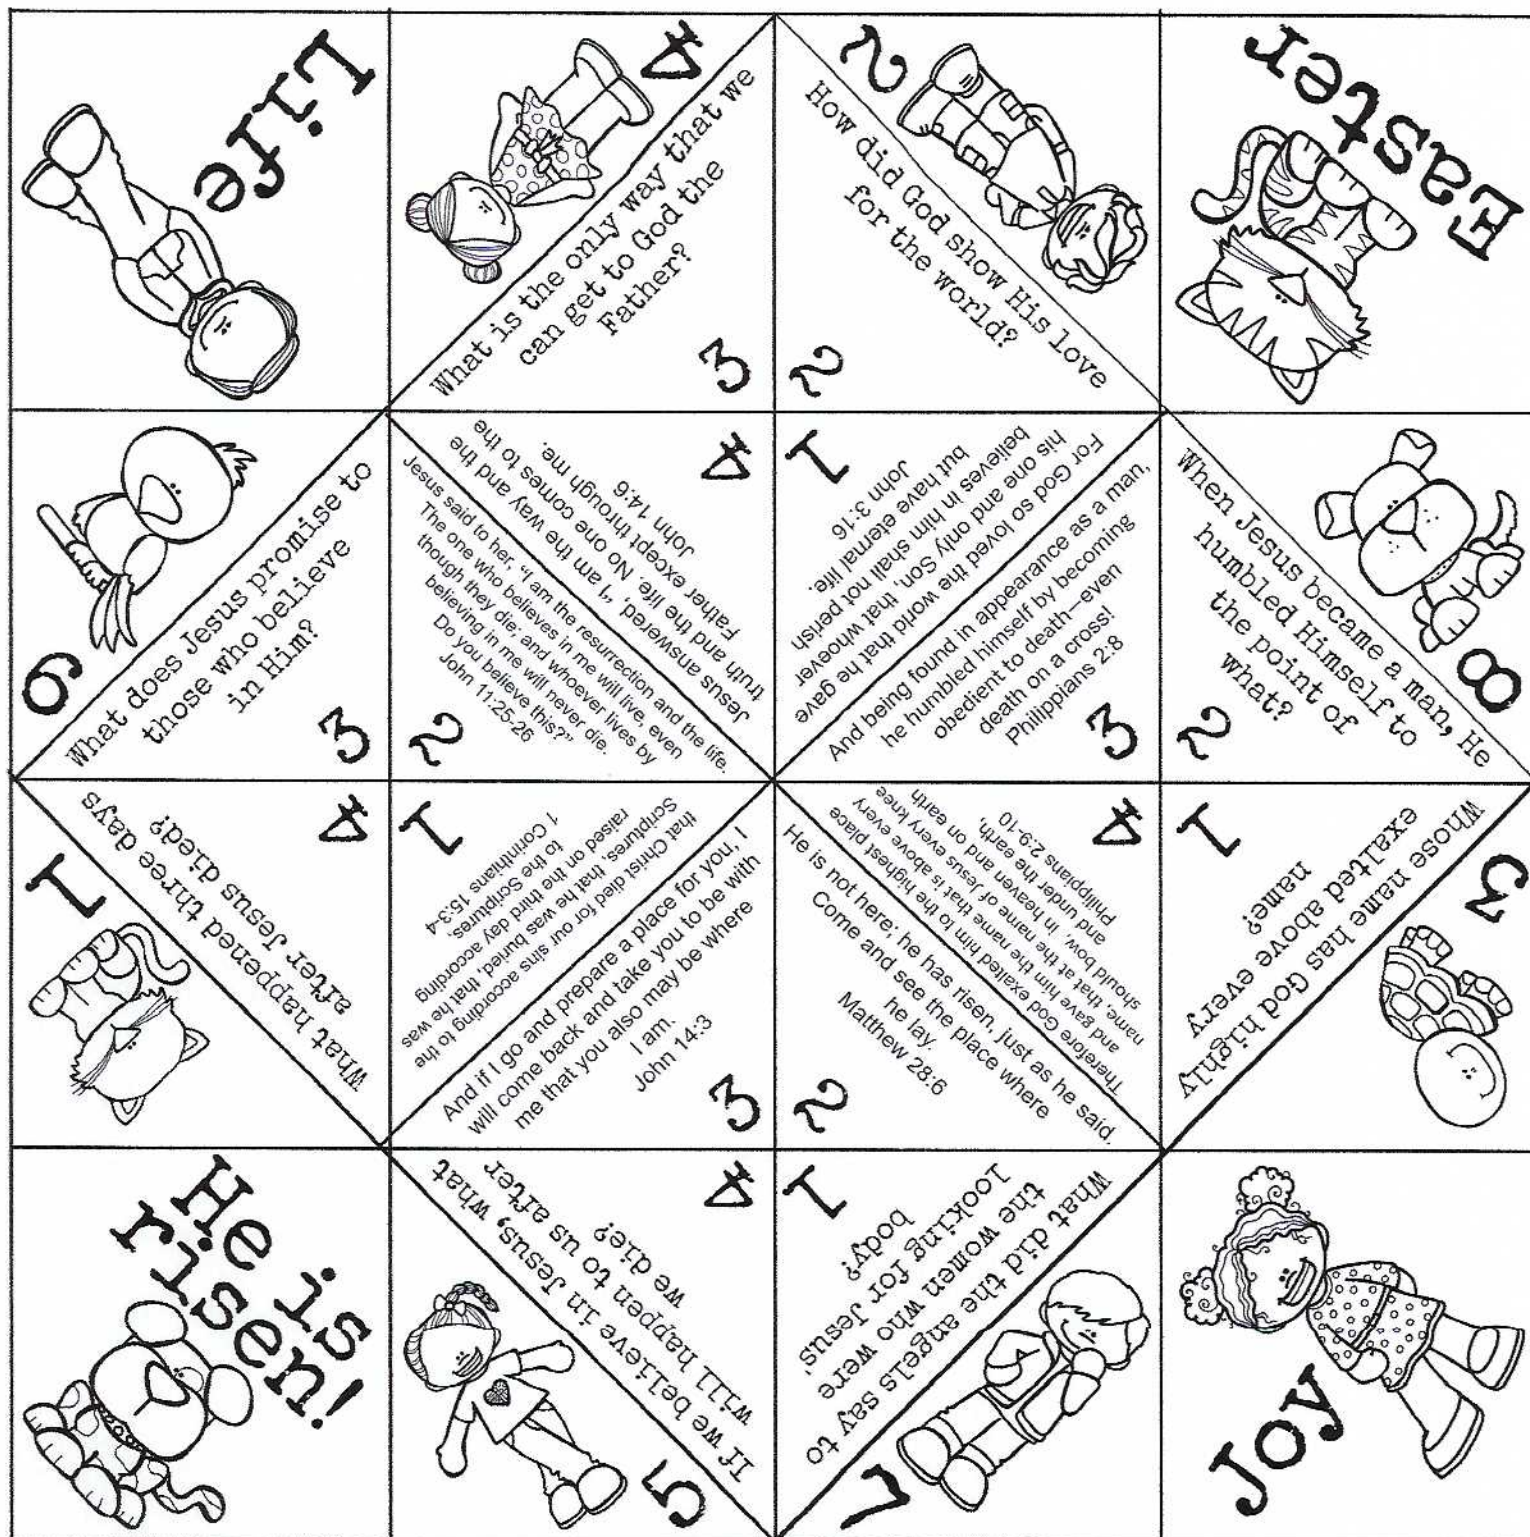 Life
4
What is the only way that we
can get to God the
Father?
3
2
How did God show His love
for the world?
2
Easter
6
What does Jesus promise to
those who believe
in Him?
3
4
Jesus answered, "I am the way and the
truth and the life. No one comes to the
Father except through me.
John 14:6
Jesus said to her, "I am the resurrection and the life.
The one who believes in me will live, even
though they die; and whoever lives by
believing in me will never die.
Do you believe this?"
John 11:25-26
2
1
For God so loved the world that he gave
his one and only Son, that whoever
believes in him shall not perish
but have eternal life.
John 3:16
And being found in appearance as a man,
he humbled himself by becoming
obedient to death—even
death on a cross!
Philippians 2:8
3
8
When Jesus became a man, He
humbled Himself to
the point of
what?
2
1
What happened three days
after Jesus died?
4
1
that Christ died for our sins according to the
Scriptures, that he was buried, that he was
raised on the third day according
to the Scriptures,
1 Corinthians 15:3-4
And if I go and prepare a place for you, I
will come back and take you to be with
me that you also may be where
I am.
John 14:3
3
4
Therefore God exalted him to the highest place
and gave him the name that is above every
name, that at the name of Jesus every knee
should bow, in heaven and on earth
and under the earth,
Philippians 2:9-10
He is not here; he has risen, just as he said.
Come and see the place where
he lay.
Matthew 28:6
2
3
Whose name has God highly
exalted above every
name?
1
He is
risen!
5
If we believe in Jesus, what
will happen to us after
we die?
4
7
What did the angels say to
the women who were
looking for Jesus'
body?
1
Joy